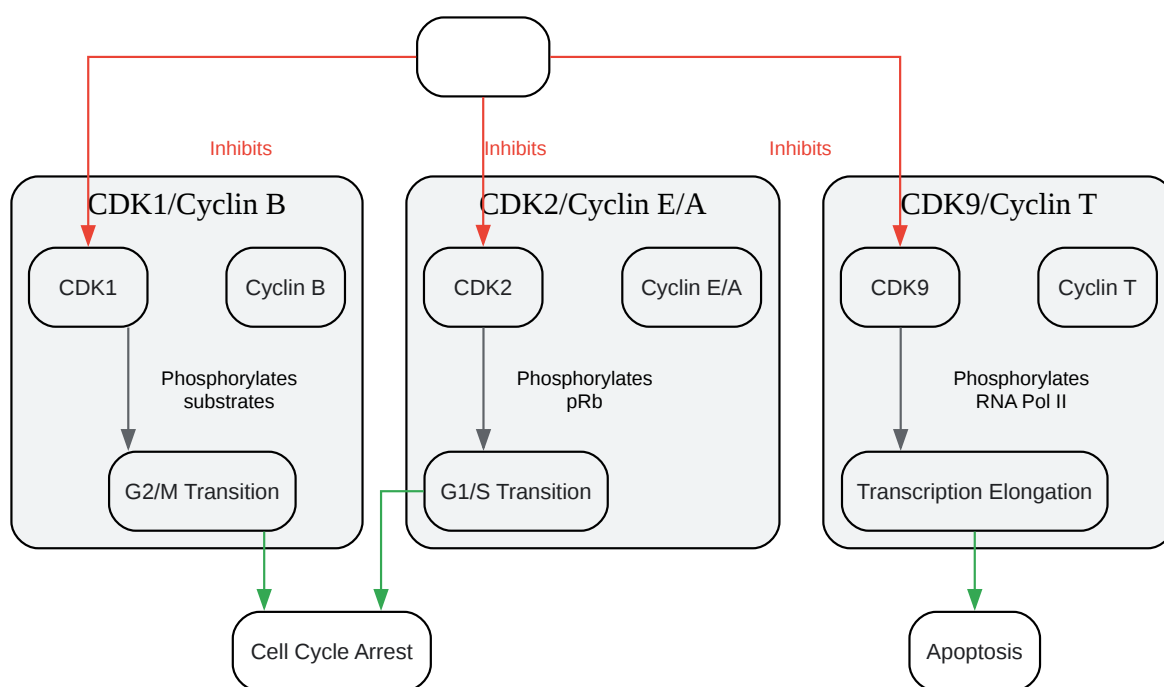 Inhibits
Inhibits
Inhibits
CDK1/Cyclin B
CDK2/Cyclin E/A
CDK9/Cyclin T
CDK1
Cyclin B
CDK2
Cyclin E/A
CDK9
Cyclin T
Phosphorylates
substrates
Phosphorylates
pRb
Phosphorylates
RNA Pol II
G2/M Transition
G1/S Transition
Transcription Elongation
Cell Cycle Arrest
Apoptosis